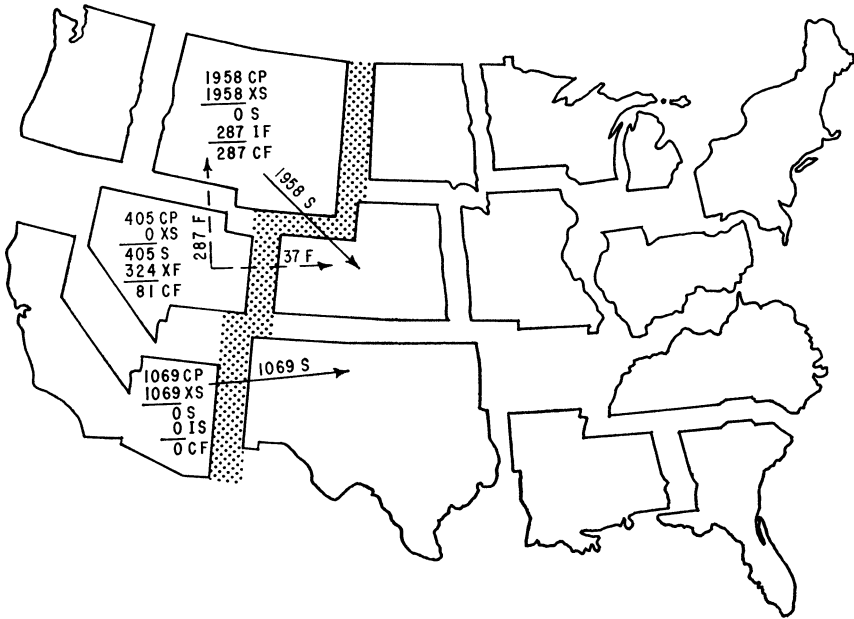 1958 CP
1958 XS
0 S
287 IF
287 CF
1958 S
405 CP
0 XS
405 S
324 XF
81 CF
287 F
37 F
1069 CP
1069 XS
0 S
0 IS
0 CF
1069 S